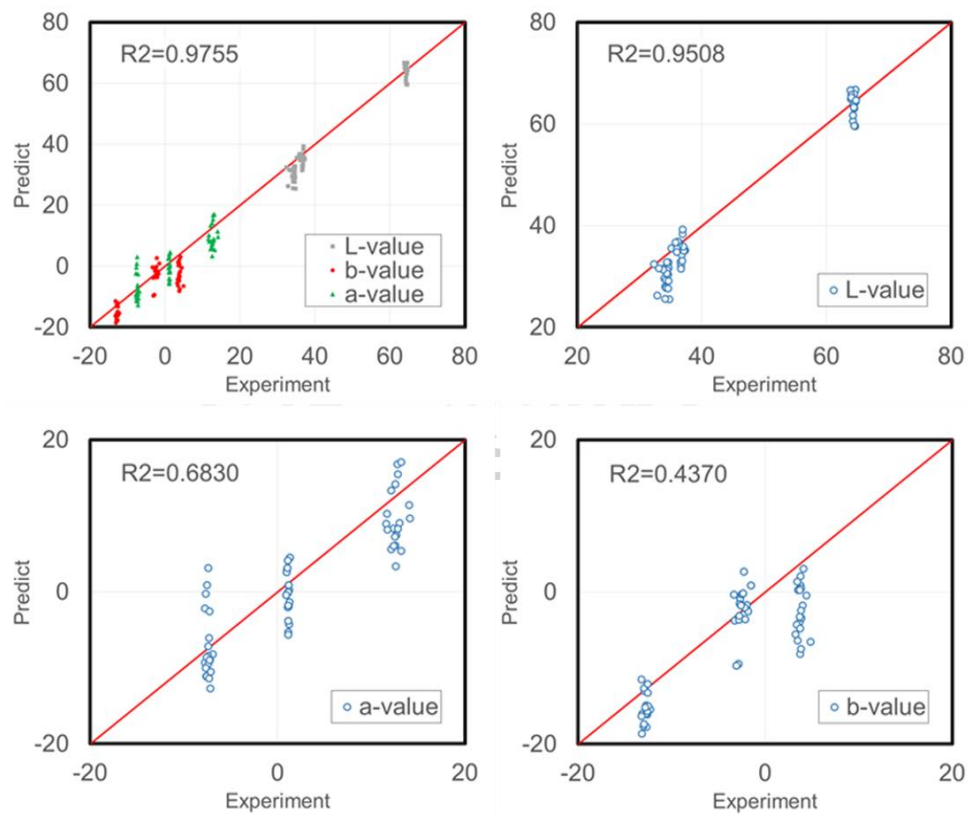 80
60
40
20
0
-20
-20 0 20 40 60 80
Predict
Experiment
R2=0.9755
L-value
b-value
a-value
80
60
40
20
20 40 60 80
Predict
Experiment
R2=0.9508
L-value
20
0
-20
-20 0 20
Predict
Experiment
R2=0.6830
a-value
20
0
-20
-20 0 20
Predict
Experiment
R2=0.4370
b-value